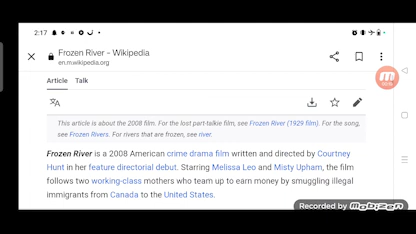 2:17
Frozen River – Wikipedia
en.m.wikipedia.org
Article Talk
This article is about the 2008 film. For the lost part-talkie film, see Frozen River (1929 film). For the song,
see Frozen Rivers. For rivers that are frozen, see river.
Frozen River is a 2008 American crime drama film written and directed by Courtney
Hunt in her feature directorial debut. Starring Melissa Leo and Misty Upham, the film
follows two working-class mothers who team up to earn money by smuggling illegal
immigrants from Canada to the United States.
Recorded by mobizen